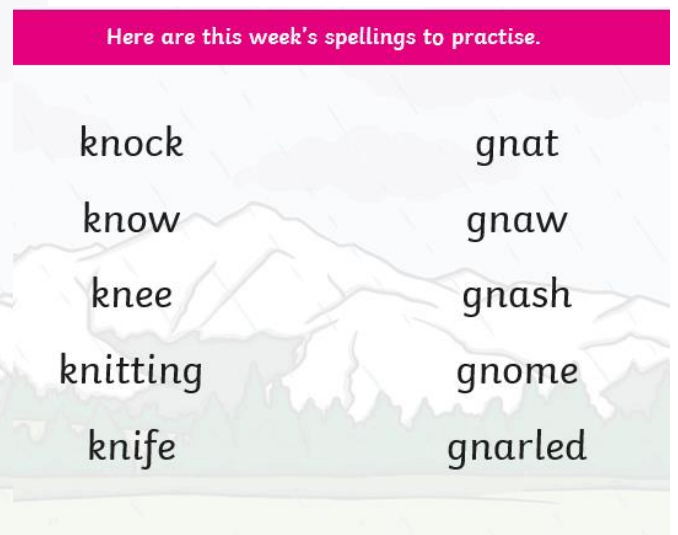 Here are this week's spellings to practise.
knock
know
knee
knitting
knife
gnat
gnaw
gnash
gnome
gnarled